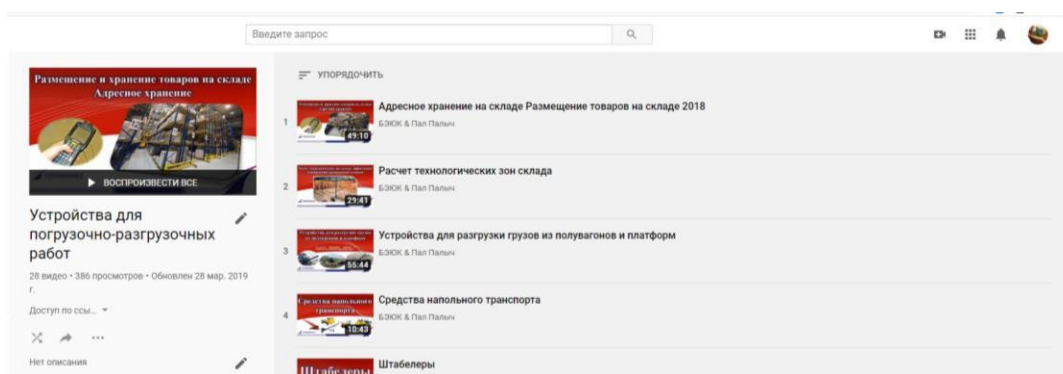 Введите запрос
Размещение и хранение товаров на складе
Адресное хранение
ВОСПРОИЗВЕСТИ ВСЕ
Устройства для
погрузочно-разгрузочных
работ
28 видео • 386 просмотров • Обновлен 28 мар. 2019
г.
Доступ по ссы...
Нет описания
УПОРЯДОЧИТЬ
1
49:10
Адресное хранение на складе Размещение товаров на складе 2018
БЭЮК & Пал Палыч
2
29:41
Расчет технологических зон склада
БЭЮК & Пал Палыч
3
55:44
Устройства для разгрузки грузов из полувагонов и платформ
БЭЮК & Пал Палыч
4
Средства напольного
транспорта
10:43
Средства напольного транспорта
БЭЮК & Пал Палыч
Штабелеры
Штабелеры